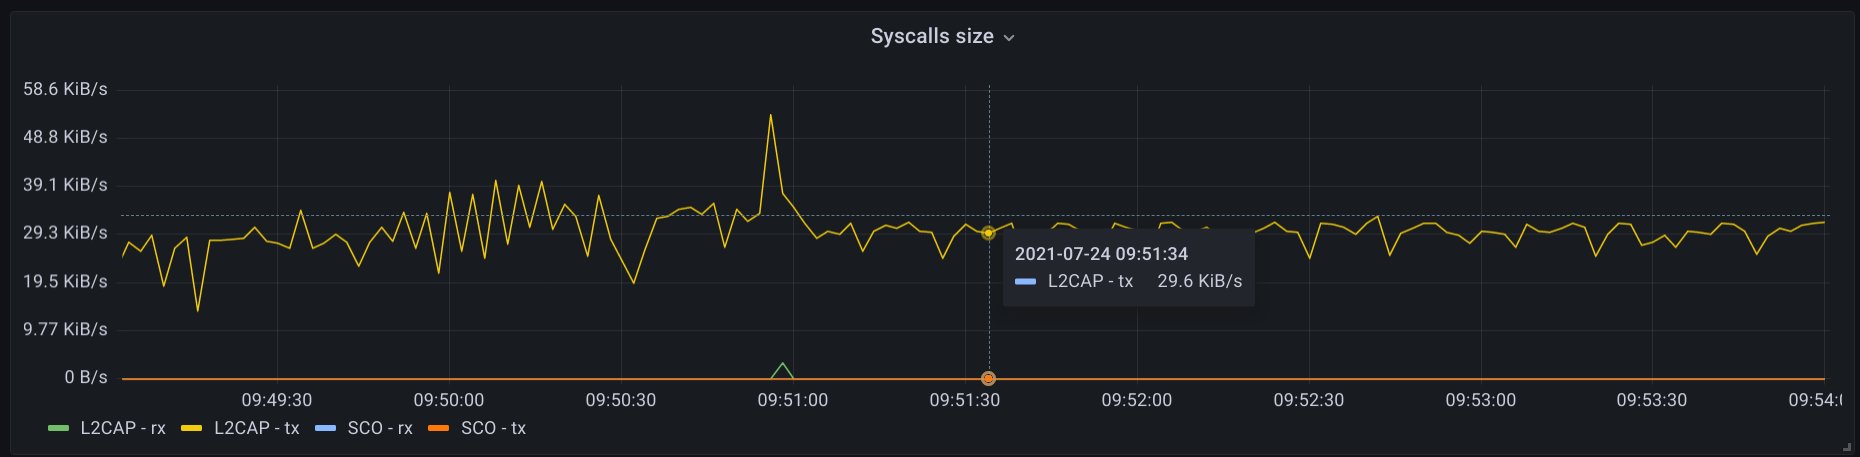 Syscalls size
58.6 KiB/s
48.8 KiB/s
39.1 KiB/s
29.3 KiB/s
19.5 KiB/s
9.77 KiB/s
0 B/s
2021-07-24 09:51:34
L2CAP - tx 29.6 KiB/s
09:49:30 09:50:00 09:50:30 09:51:00 09:51:30 09:52:00 09:52:30 09:53:00 09:53:30 09:54:0
L2CAP - rx L2CAP - tx SCO - rx SCO - tx